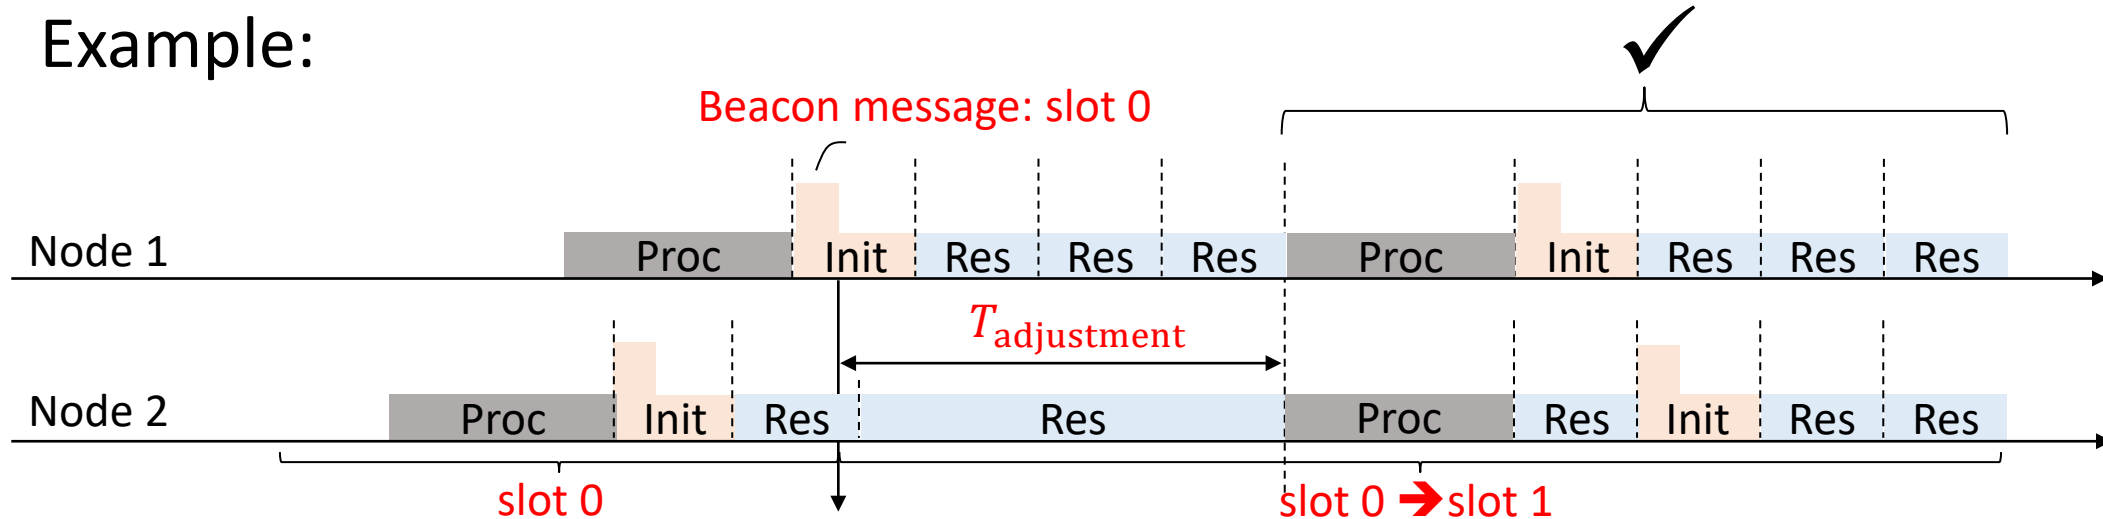 Example:
Beacon message: slot 0
Node 1
Proc Init Res Res Res Proc Init Res Res Res
T adjustment
Node 2
Proc Init Res Res Proc Res Init Res Res
slot 0
slot 0 → slot 1